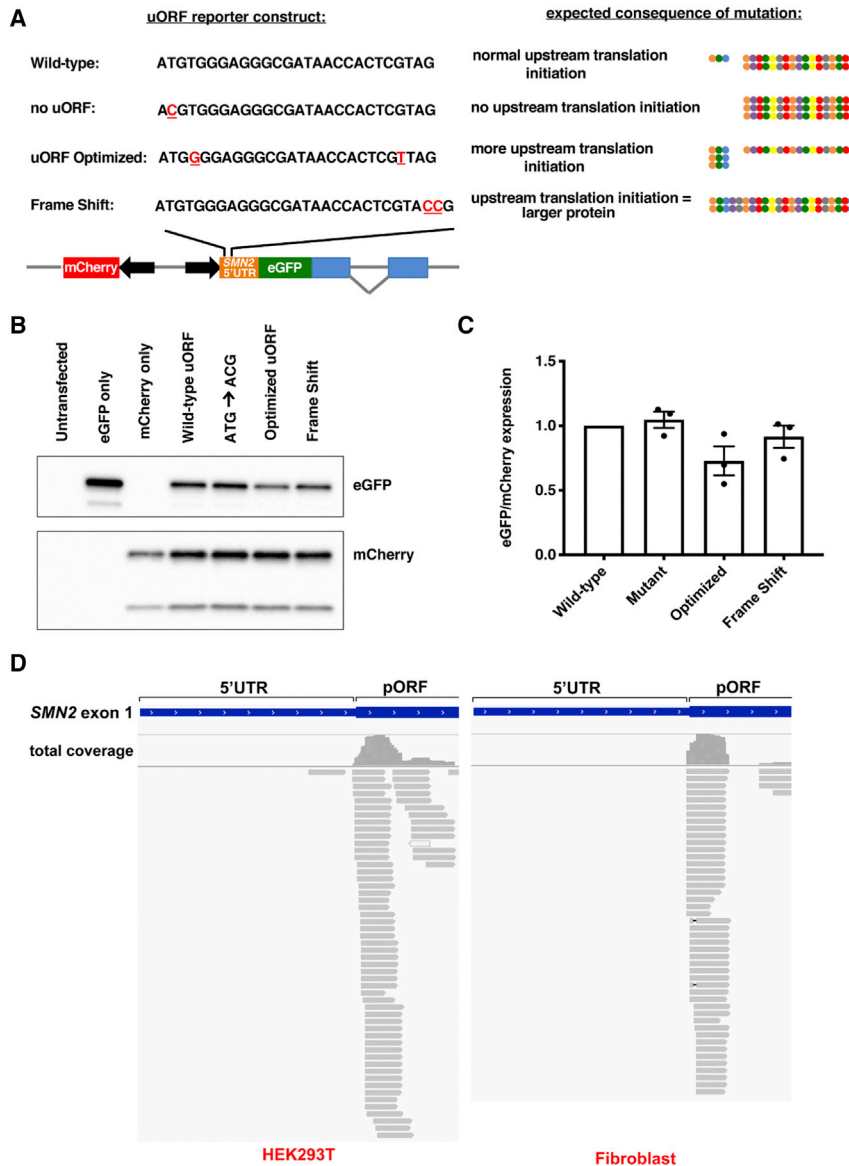 A
uORF reporter construct:
expected consequence of mutation:
Wild-type:
ATGTGGGAGGGCGATAACCACTCGTAG
normal upstream translation
initiation
no uORF:
ACGTGGGAGGGCGATAACCACTCGTAG
no upstream translation initiation
uORF Optimized:
ATGGGGAGGGCGATAACCACTCGTTAG
more upstream translation
initiation
Frame Shift:
ATGTGGGAGGGCGATAACCACTCGTACCG
upstream translation initiation =
larger protein
mCherry
SMN2
5'UTR
eGFP
B
Untransfected
eGFP only
mCherry only
Wild-type uORF
ATG → ACG
Optimized uORF
Frame Shift
eGFP
mCherry
C
eGFP/mCherry expression
1.5
1.0
0.5
0.0
Wild-type
Mutant
Optimized
Frame Shift
D
5'UTR
pORF
5'UTR
pORF
SMN2 exon 1
total coverage
HEK293T
Fibroblast